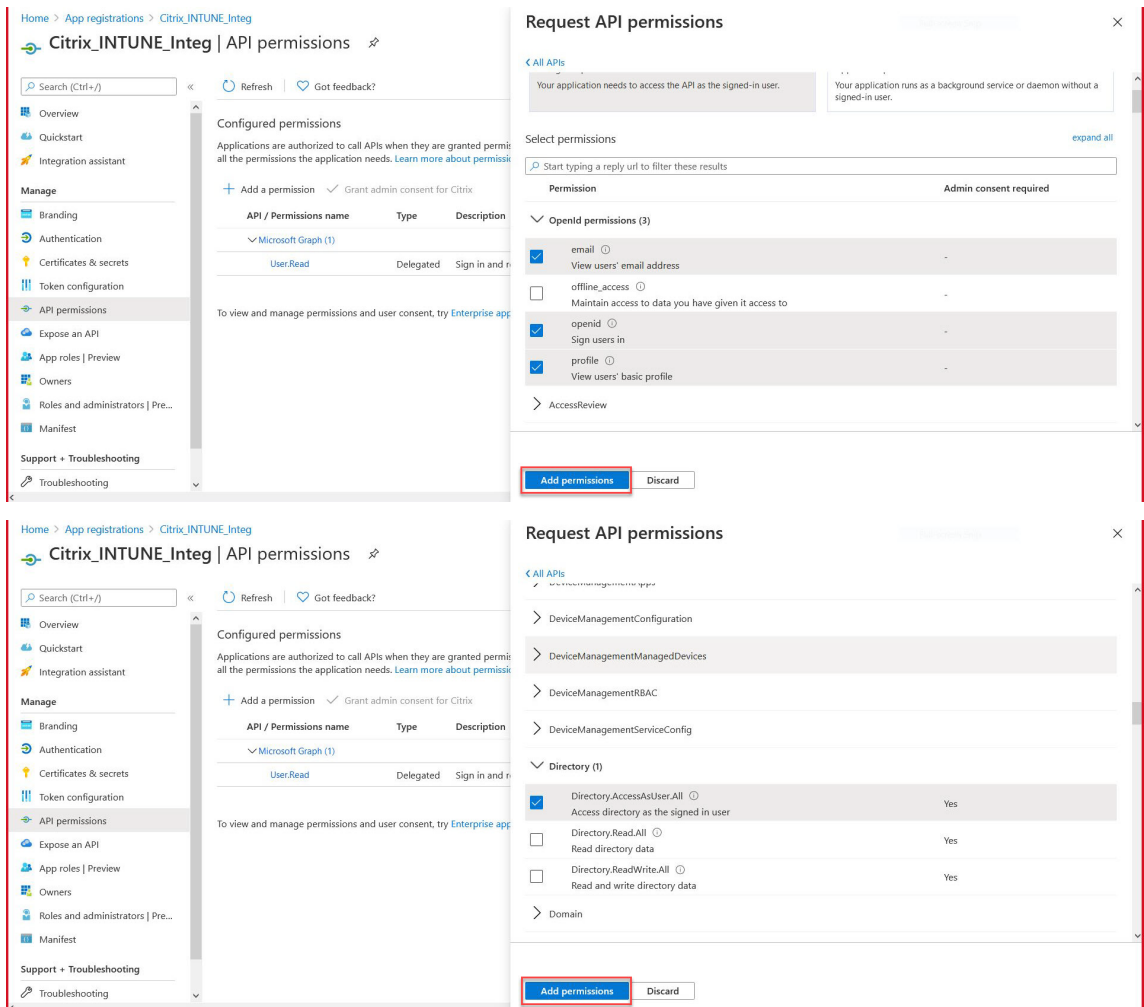 Home > App registrations > Citrix_INTUNE_Integ
Citrix_INTUNE_Integ | API permissions
Search (Ctrl+/)
Overview
Quickstart
Integration assistant
Manage
Branding
Authentication
Certificates & secrets
Token configuration
API permissions
Expose an API
App roles | Preview
Owners
Roles and administrators | Pre...
Manifest
Support + Troubleshooting
Troubleshooting
Refresh
Got feedback?
Configured permissions
Applications are authorized to call APIs when they are granted permis
all the permissions the application needs. Learn more about permissio
Add a permission Grant admin consent for Citrix
API / Permissions name Type Description
Microsoft Graph (1)
User.Read Delegated Sign in and r
To view and manage permissions and user consent, try Enterprise app
Request API permissions
All APIs
Your application needs to access the API as the signed-in user.
Your application runs as a background service or daemon without a
signed-in user.
Select permissions expand all
Start typing a reply url to filter these results
Permission Admin consent required
OpenId permissions (3)
email
View users' email address -
offline_access
Maintain access to data you have given it access to -
openid
Sign users in -
profile
View users' basic profile -
AccessReview
Add permissions Discard
Home > App registrations > Citrix_INTUNE_Integ
Citrix_INTUNE_Integ | API permissions
Search (Ctrl+/)
Overview
Quickstart
Integration assistant
Manage
Branding
Authentication
Certificates & secrets
Token configuration
API permissions
Expose an API
App roles | Preview
Owners
Roles and administrators | Pre...
Manifest
Support + Troubleshooting
Troubleshooting
Refresh
Got feedback?
Configured permissions
Applications are authorized to call APIs when they are granted permis
all the permissions the application needs. Learn more about permissio
Add a permission Grant admin consent for Citrix
API / Permissions name Type Description
Microsoft Graph (1)
User.Read Delegated Sign in and r
To view and manage permissions and user consent, try Enterprise app
Request API permissions
All APIs
DeviceManagementApps
DeviceManagementConfiguration
DeviceManagementManagedDevices
DeviceManagementRBAC
DeviceManagementServiceConfig
Directory (1)
Directory.AccessAsUser.All
Access directory as the signed in user Yes
Directory.Read.All
Read directory data Yes
Directory.ReadWrite.All
Read and write directory data Yes
Domain
Add permissions Discard